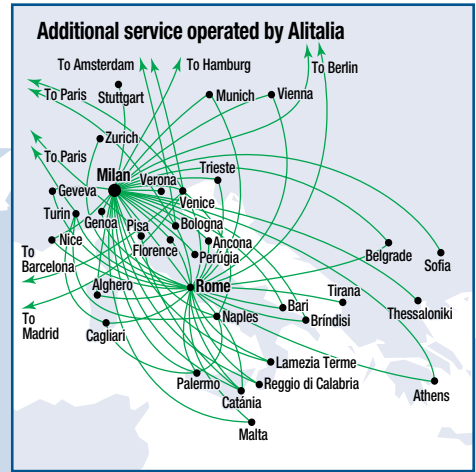 Additional service operated by Alitalia
To Amsterdam
To Hamburg
To Berlin
To Paris
Stuttgart
Munich
Vienna
Zurich
To Paris
Milan
Verona
Trieste
Geveva
Venice
Turin
Genoa
Pisa
Bologna
Nice
Florence
Ancona
Perúgia
Belgrade
Sofia
To
Barcelona
Alghero
Rome
Tirana
Thessaloniki
Bari
Bríndisi
To
Madrid
Cagliari
Naples
Lamezia Terme
Palermo
Reggio di Calabria
Catánia
Athens
Malta